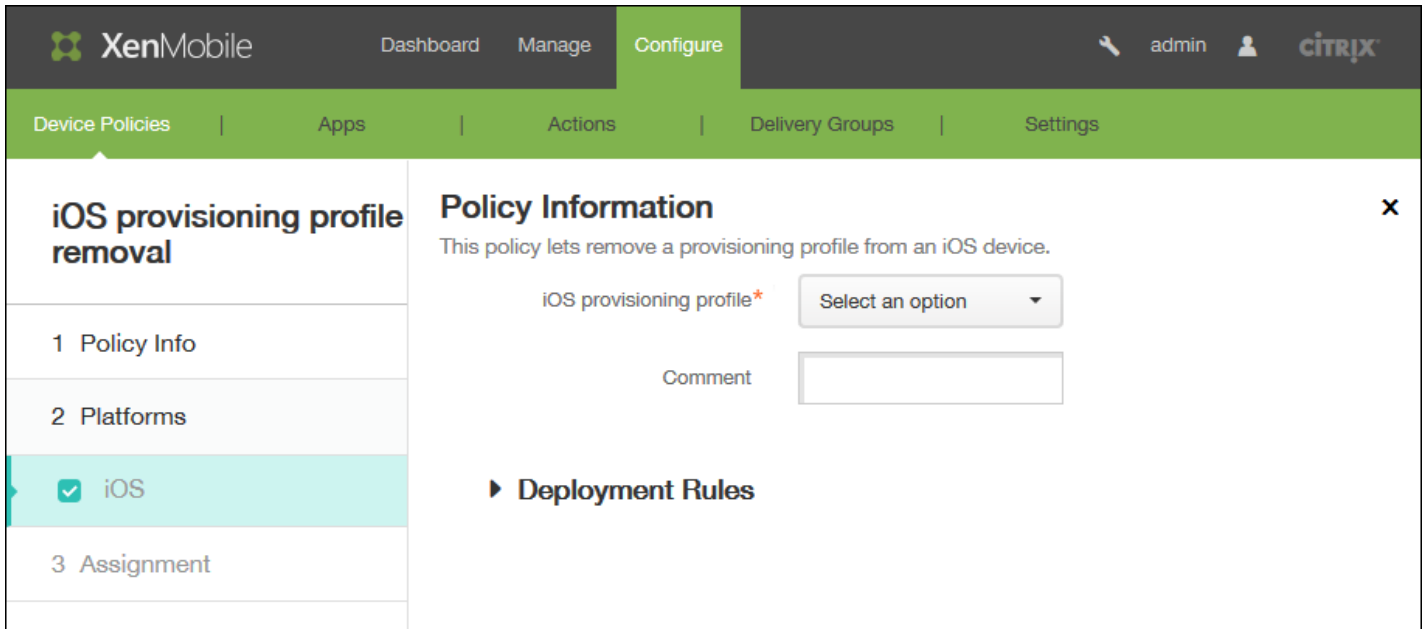 XenMobile Dashboard Manage Configure admin CİTRIX
Device Policies | Apps | Actions | Delivery Groups | Settings
iOS provisioning profile
removal
1 Policy Info
2 Platforms
iOS
3 Assignment
Policy Information
This policy lets remove a provisioning profile from an iOS device.
iOS provisioning profile* Select an option
Comment
Deployment Rules